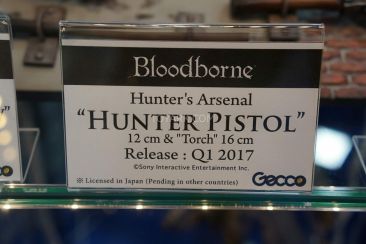 Bloodborne
Hunter's Arsenal
"HUNTER PISTOL"
12 cm & "Torch" 16 cm
Release : Q1 2017
©Sony Interactive Entertainment Inc.
※ Licensed in Japan (Pending in other countries)
Gecco